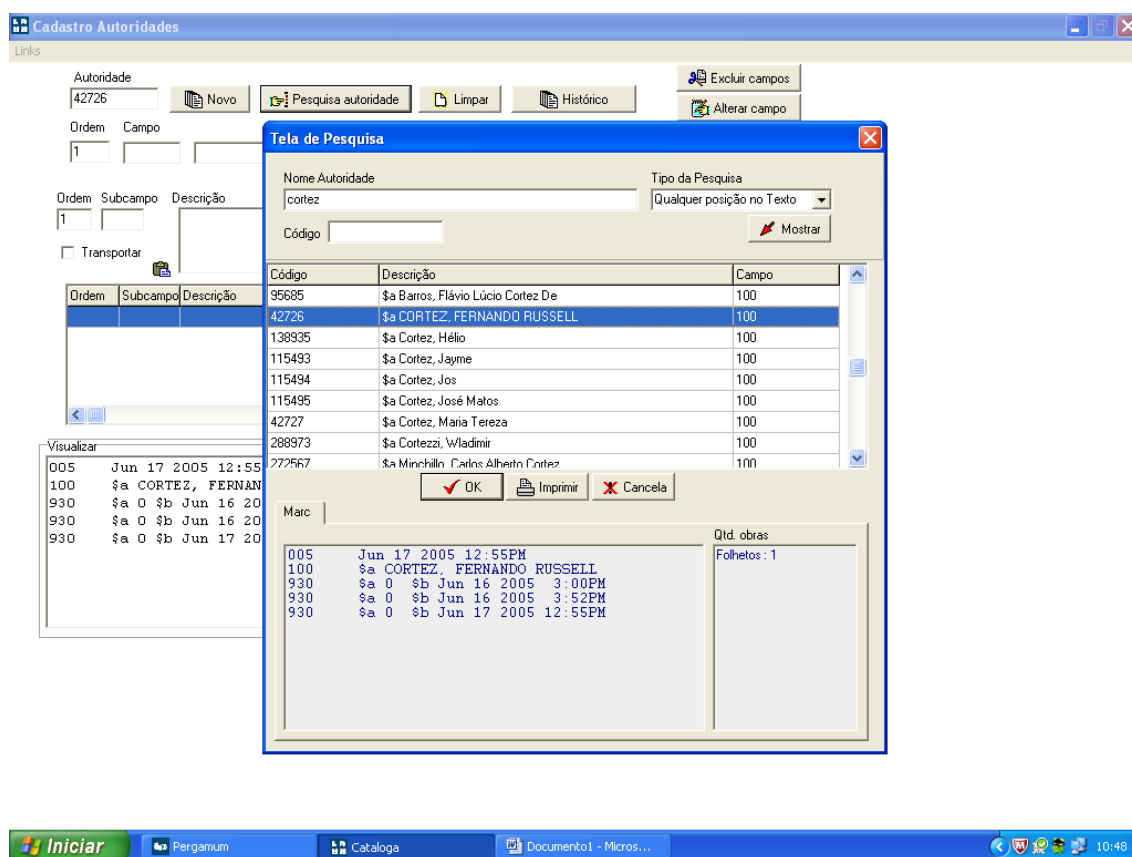 Cadastro Autoridades
Links
Autoridade
42726
Novo
Pesquisa autoridade
Limpar
Histórico
Excluir campos
Alterar campo
Ordem Campo
1
Ordem Subcampo Descrição
1
Transportar
Ordem Subcampo Descrição
Visualizar
005 Jun 17 2005 12:55
100 $a CORTEZ, FERNAN
930 $a 0 $b Jun 16 20
930 $a 0 $b Jun 16 20
930 $a 0 $b Jun 17 20
Tela de Pesquisa
Nome Autoridade
cortez
Tipo da Pesquisa
Qualquer posição no Texto
Código
Mostrar
Código Descrição Campo
95685 $a Barros, Flávio Lúcio Cortez De 100
42726 $a CORTEZ, FERNANDO RUSSELL 100
138935 $a Cortez, Hélio 100
115493 $a Cortez, Jayme 100
115494 $a Cortez, Jos 100
115495 $a Cortez, José Matos 100
42727 $a Cortez, Maria Tereza 100
288973 $a Cortezzi, Wladimir 100
272567 $a Minchillo, Carlos Alberto Cortez 100
OK
Imprimir
Cancela
Marc
005 Jun 17 2005 12:55PM
100 $a CORTEZ, FERNANDO RUSSELL
930 $a 0 $b Jun 16 2005 3:00PM
930 $a 0 $b Jun 16 2005 3:52PM
930 $a 0 $b Jun 17 2005 12:55PM
Qtd. obras
Folhetos : 1
Iniciar
Pergamum
Cataloga
Documento1 - Micros...
10:48